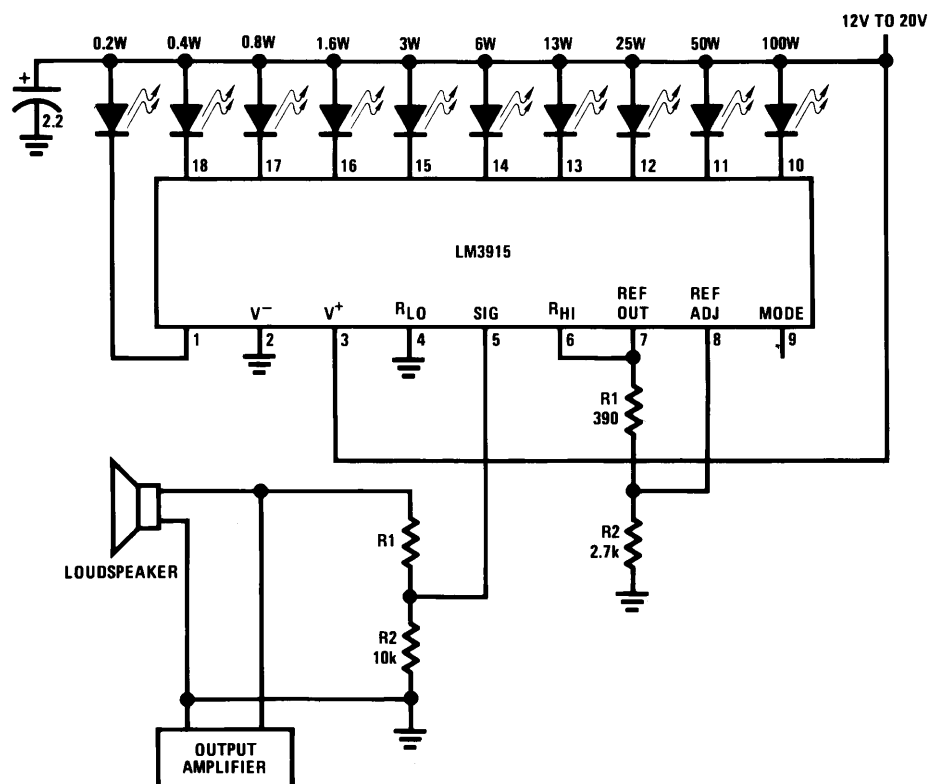 12V TO 20V
0.2W 0.4W 0.8W 1.6W 3W 6W 13W 25W 50W 100W
+
2.2
18 17 16 15 14 13 12 11 10
LM3915
V− V+ RLO SIG RHI REF OUT REF ADJ MODE
1 2 3 4 5 6 7 8 9
R1
390
R2
2.7k
LOUDSPEAKER
R1
R2
10k
OUTPUT
AMPLIFIER